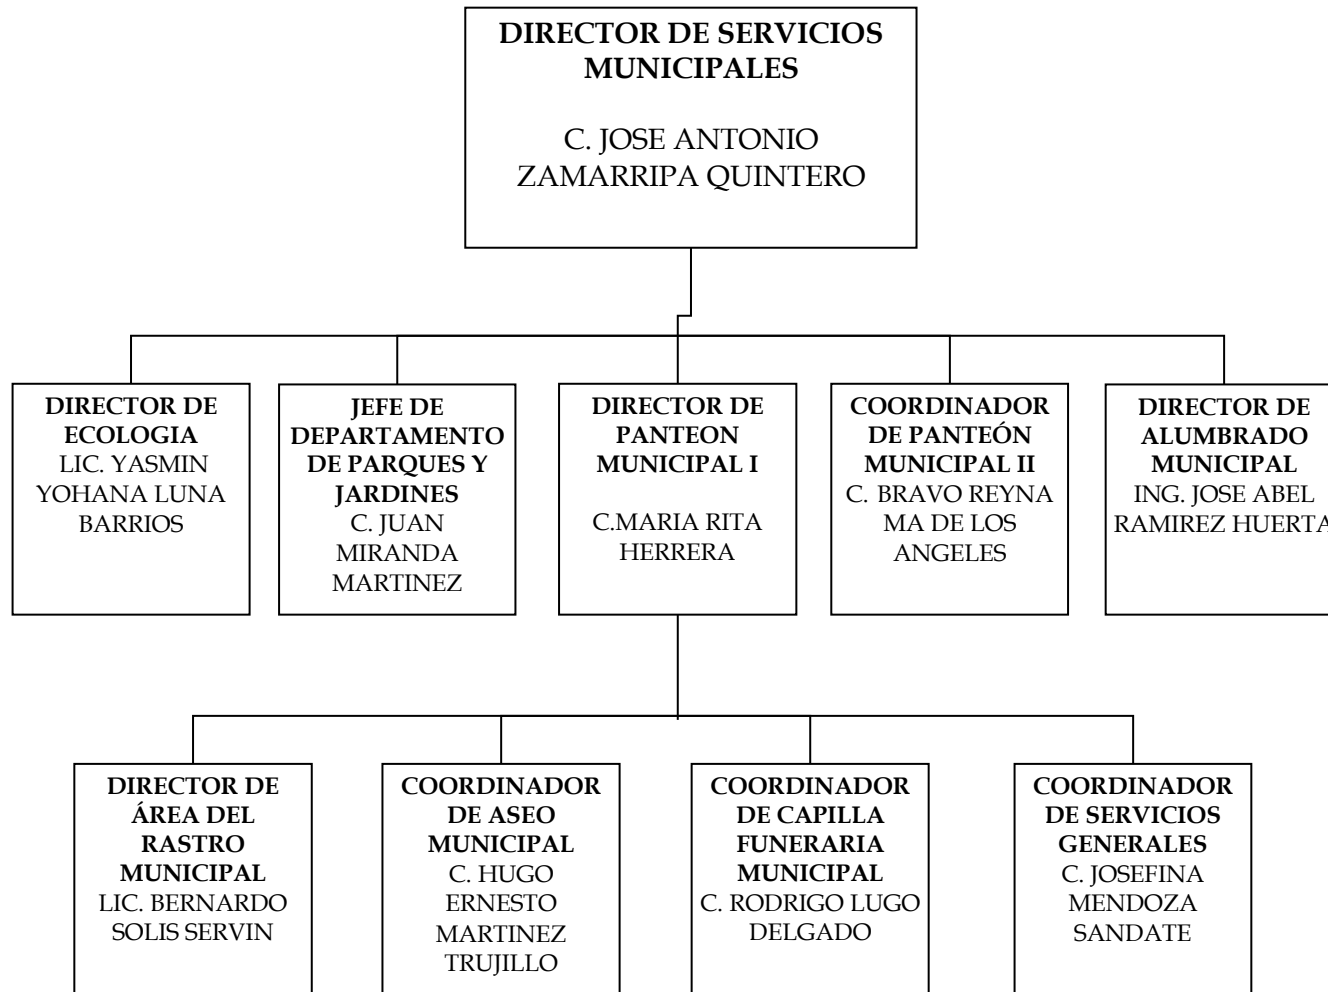 DIRECTOR DE SERVICIOS
MUNICIPALES
C. JOSE ANTONIO
ZAMARRIPA QUINTERO
DIRECTOR DE
ECOLOGIA
LIC. YASMIN
YOHANA LUNA
BARRIOS
JEFE DE
DEPARTAMENTO
DE PARQUES Y
JARDINES
C. JUAN
MIRANDA
MARTINEZ
DIRECTOR DE
PANTEON
MUNICIPAL I
C.MARIA RITA
HERRERA
COORDINADOR
DE PANTEÓN
MUNICIPAL II
C. BRAVO REYNA
MA DE LOS
ANGELES
DIRECTOR DE
ALUMBRADO
MUNICIPAL
ING. JOSE ABEL
RAMIREZ HUERTA
DIRECTOR DE
ÁREA DEL
RASTRO
MUNICIPAL
LIC. BERNARDO
SOLIS SERVIN
COORDINADOR
DE ASEO
MUNICIPAL
C. HUGO
ERNESTO
MARTINEZ
TRUJILLO
COORDINADOR
DE CAPILLA
FUNERARIA
MUNICIPAL
C. RODRIGO LUGO
DELGADO
COORDINADOR
DE SERVICIOS
GENERALES
C. JOSEFINA
MENDOZA
SANDATE